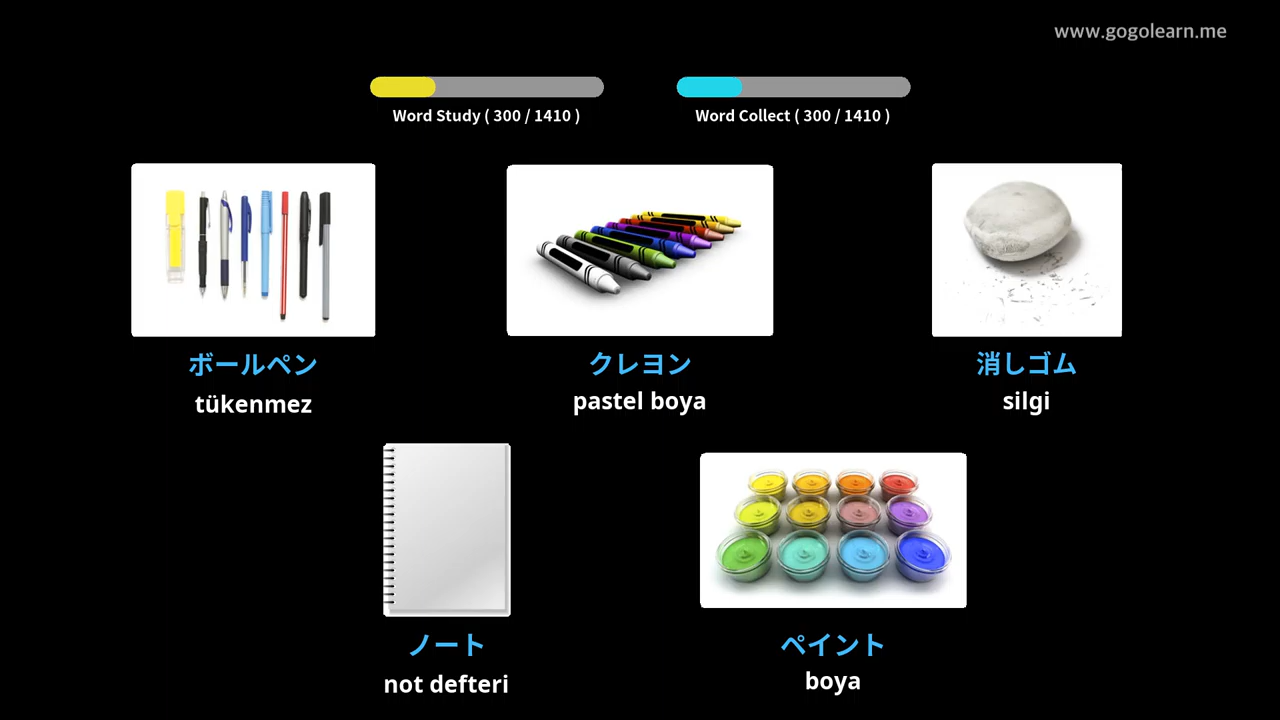 www.gogolearn.me
Word Study ( 300 / 1410 )
Word Collect ( 300 / 1410 )
ボールペン
tükenmez
クレヨン
pastel boya
消しゴム
silgi
ノート
not defteri
ペイント
boya